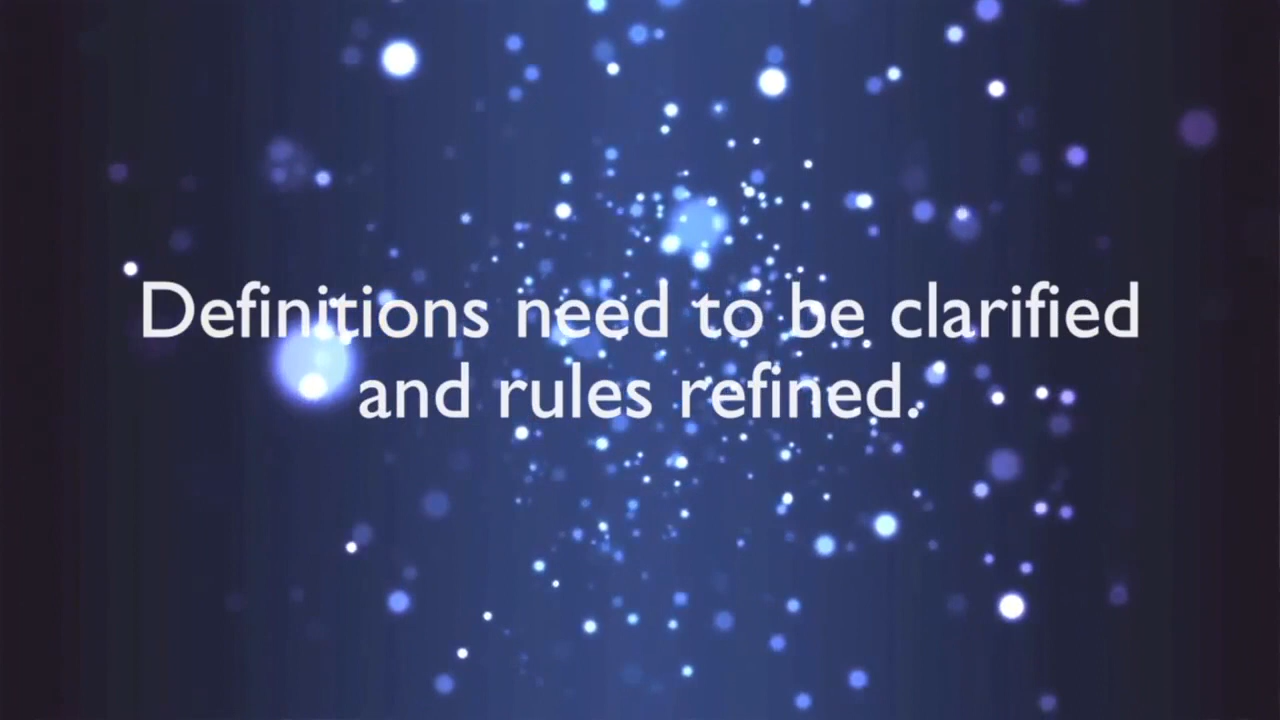 Definitions need to be clarified
and rules refined.